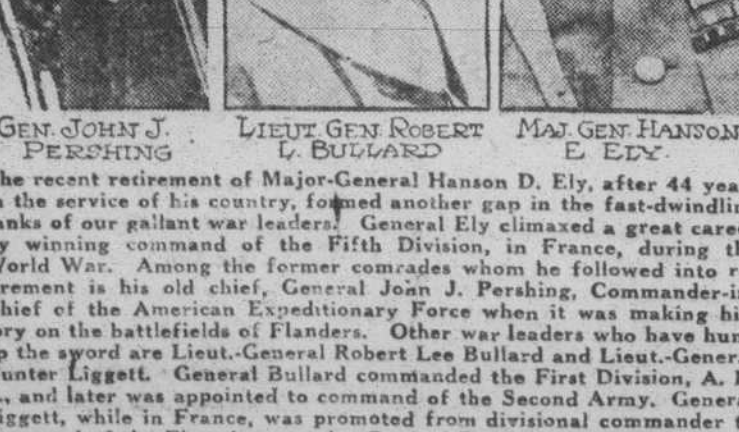 GEN. JOHN J.
PERSHING
LIEUT. GEN. ROBERT
L. BULLARD
MAJ. GEN. HANSON
E. ELY.
he recent retirement of Major-General Hanson D. Ely, after 44 yea
the service of his country, formed another gap in the fast-dwindlin
anks of our gallant war leaders. General Ely climaxed a great caree
y winning command of the Fifth Division, in France, during th
World War. Among the former comrades whom he followed into r
irement is his old chief, General John J. Pershing, Commander-i
hief of the American Expeditionary Force when it was making hi
ory on the battlefields of Flanders. Other war leaders who have hun
p the sword are Lieut.-General Robert Lee Bullard and Lieut.-Gener
unter Liggett. General Bullard commanded the First Division, A. E
., and later was appointed to command of the Second Army. Genera
iggett, while in France, was promoted from divisional commander t